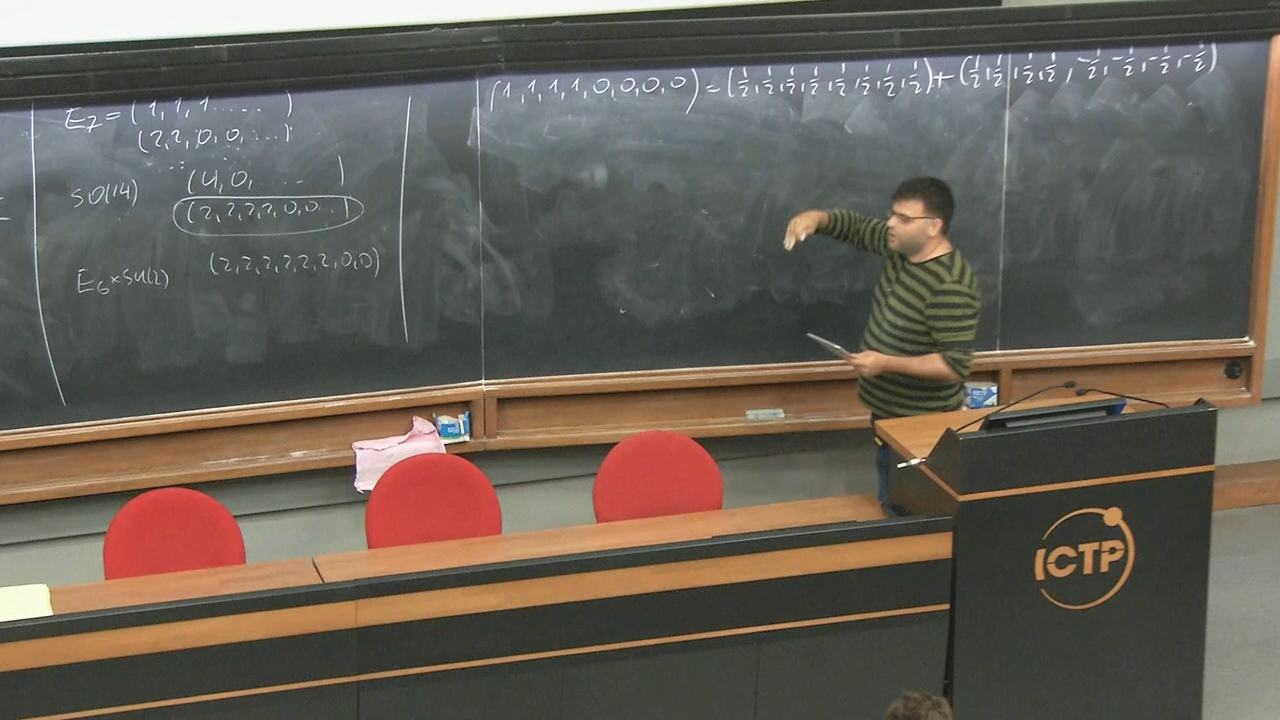 E7 = (1,1,1.....)
(2,2,0,0,...)
SO(14) (4,0,....)
(2,2,2,2,0,0..)
E6×SU(2) (2,2,2,2,2,2,0,0)
(1,1,1,1,0,0,0,0) = (½,½,½,½,½,½,½,½) + (½,½,½,½,-½,-½,-½,-½)
ICTP